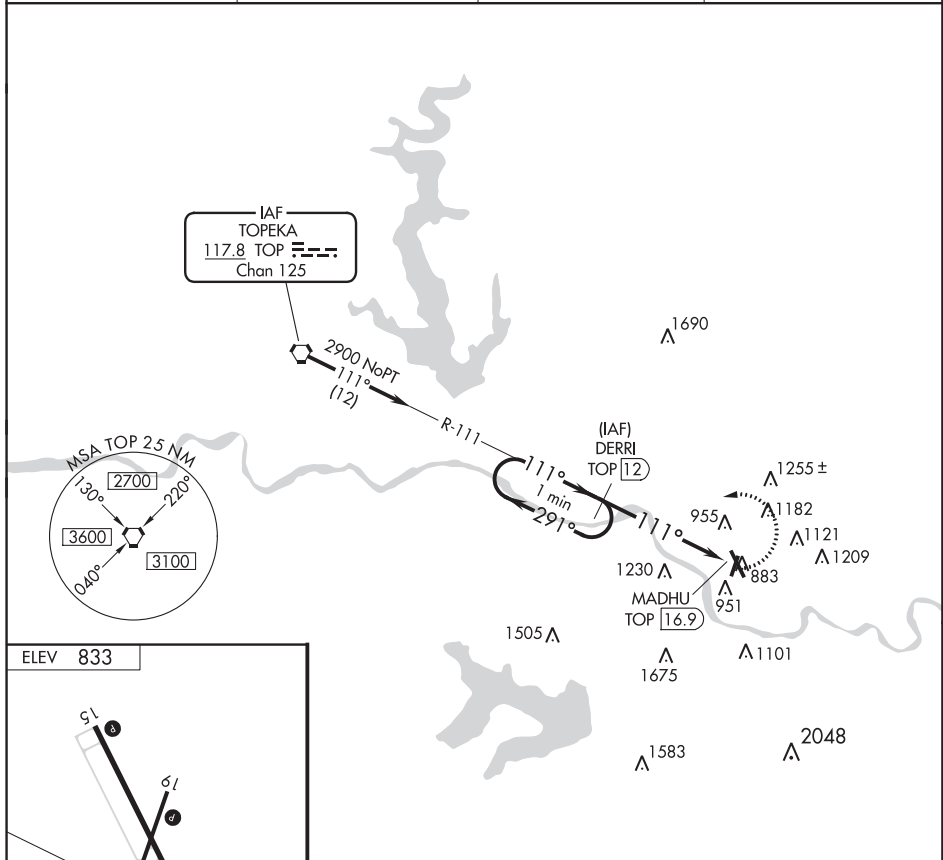 IAF
TOPEKA
117.8 TOP
Chan 125
2900 NoPT
111°
(12)
R-111
1690
(IAF)
DERRI
TOP 12
111°
1 min
291°
111°
MSA TOP 25 NM
130°
2700
220°
3600
3100
040°
1255 ±
1182
955
1121
1209
1230
883
MADHU
TOP 16.9
951
1505
1101
1675
2048
1583
ELEV 833
15
P
19
P